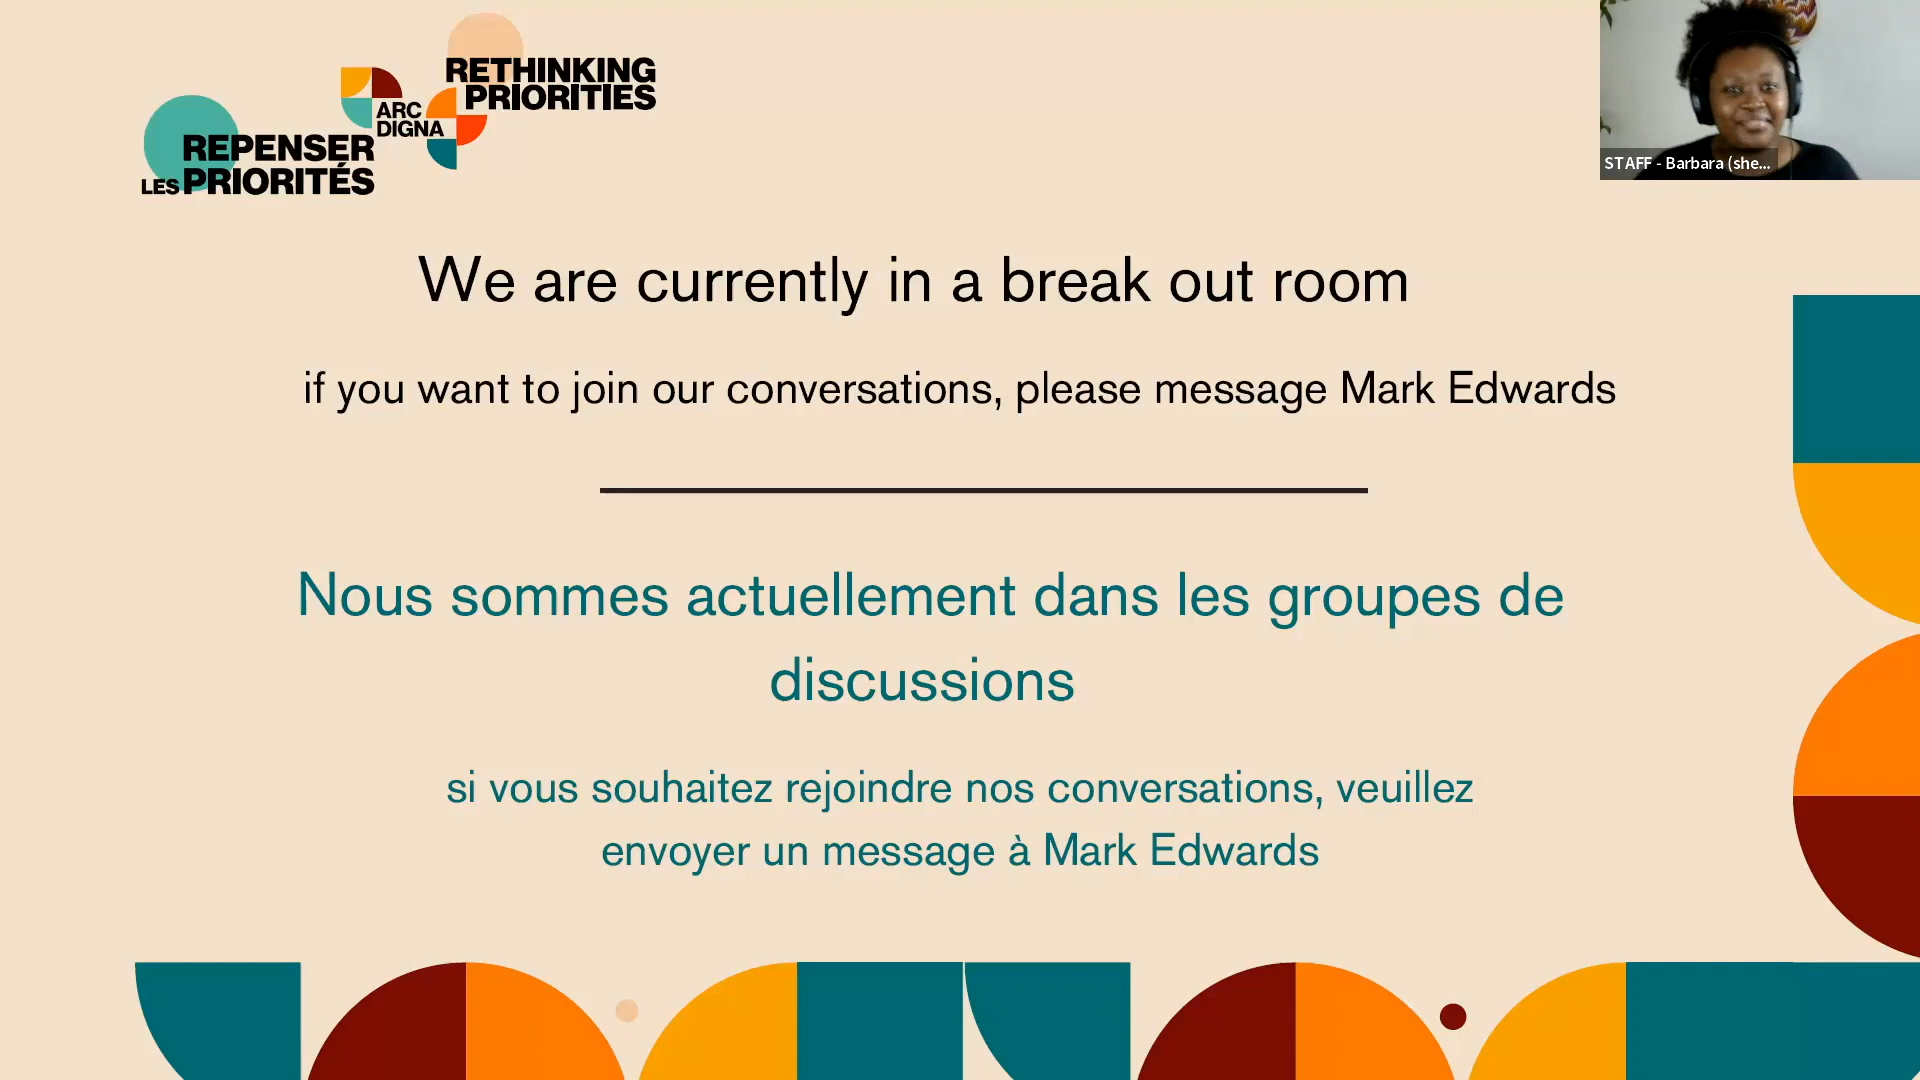 RETHINKING
PRIORITIES
ARC
DIGNA
REPENSER
LES PRIORITÉS
STAFF - Barbara (she...
We are currently in a break out room
if you want to join our conversations, please message Mark Edwards
Nous sommes actuellement dans les groupes de
discussions
si vous souhaitez rejoindre nos conversations, veuillez
envoyer un message à Mark Edwards